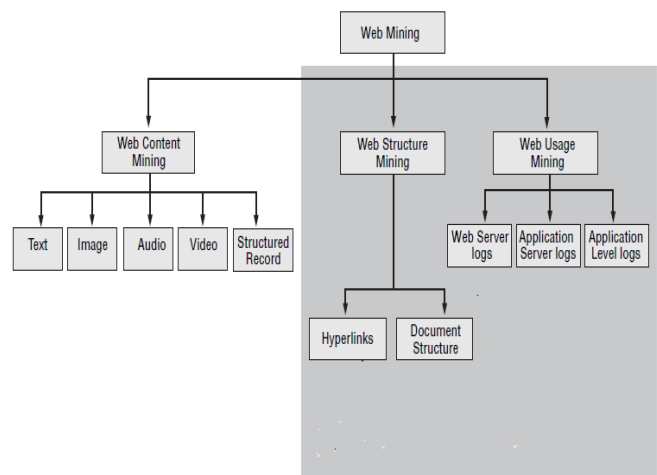 Web Mining
Web Content
Mining
Web Structure
Mining
Web Usage
Mining
Text
Image
Audio
Video
Structured
Record
Web Server
logs
Application
Server logs
Application
Level logs
Hyperlinks
Document
Structure